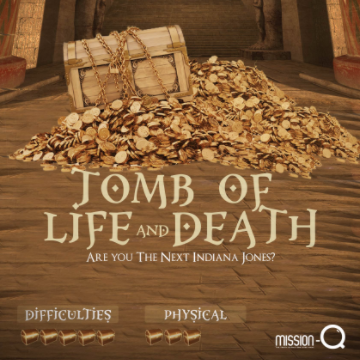 TOMB OF
LIFE AND DEATH
ARE YOU THE NEXT INDIANA JONES?
DIFFICULTIES PHYSICAL
mission-Q